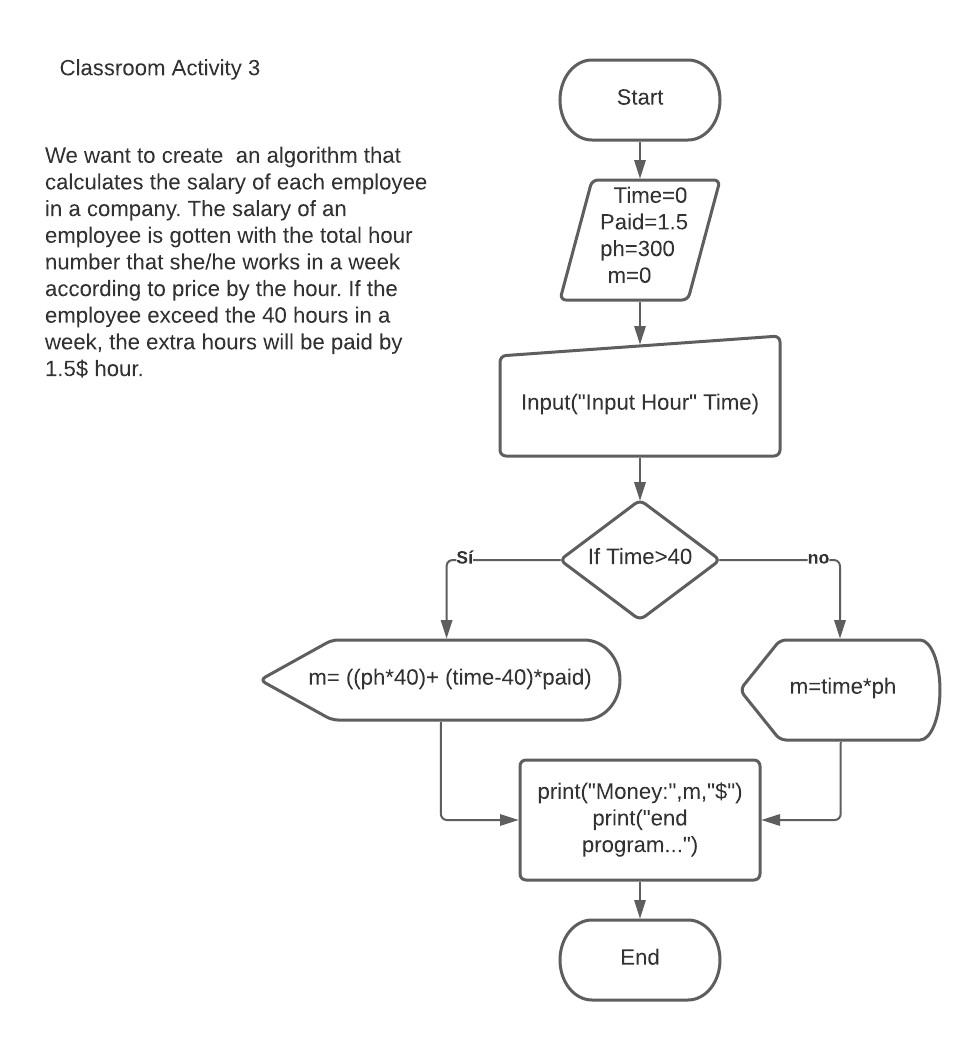 Classroom Activity 3
We want to create  an algorithm that
calculates the salary of each employee
in a company. The salary of an
employee is gotten with the total hour
number that she/he works in a week
according to price by the hour. If the
employee exceed the 40 hours in a
week, the extra hours will be paid by
1.5$ hour.
Start
Time=0
Paid=1.5
ph=300
m=0
Input("Input Hour" Time)
If Time>40
Sí
no
m= ((ph*40)+ (time-40)*paid)
m=time*ph
print("Money:",m,"$")
print("end
program...")
End